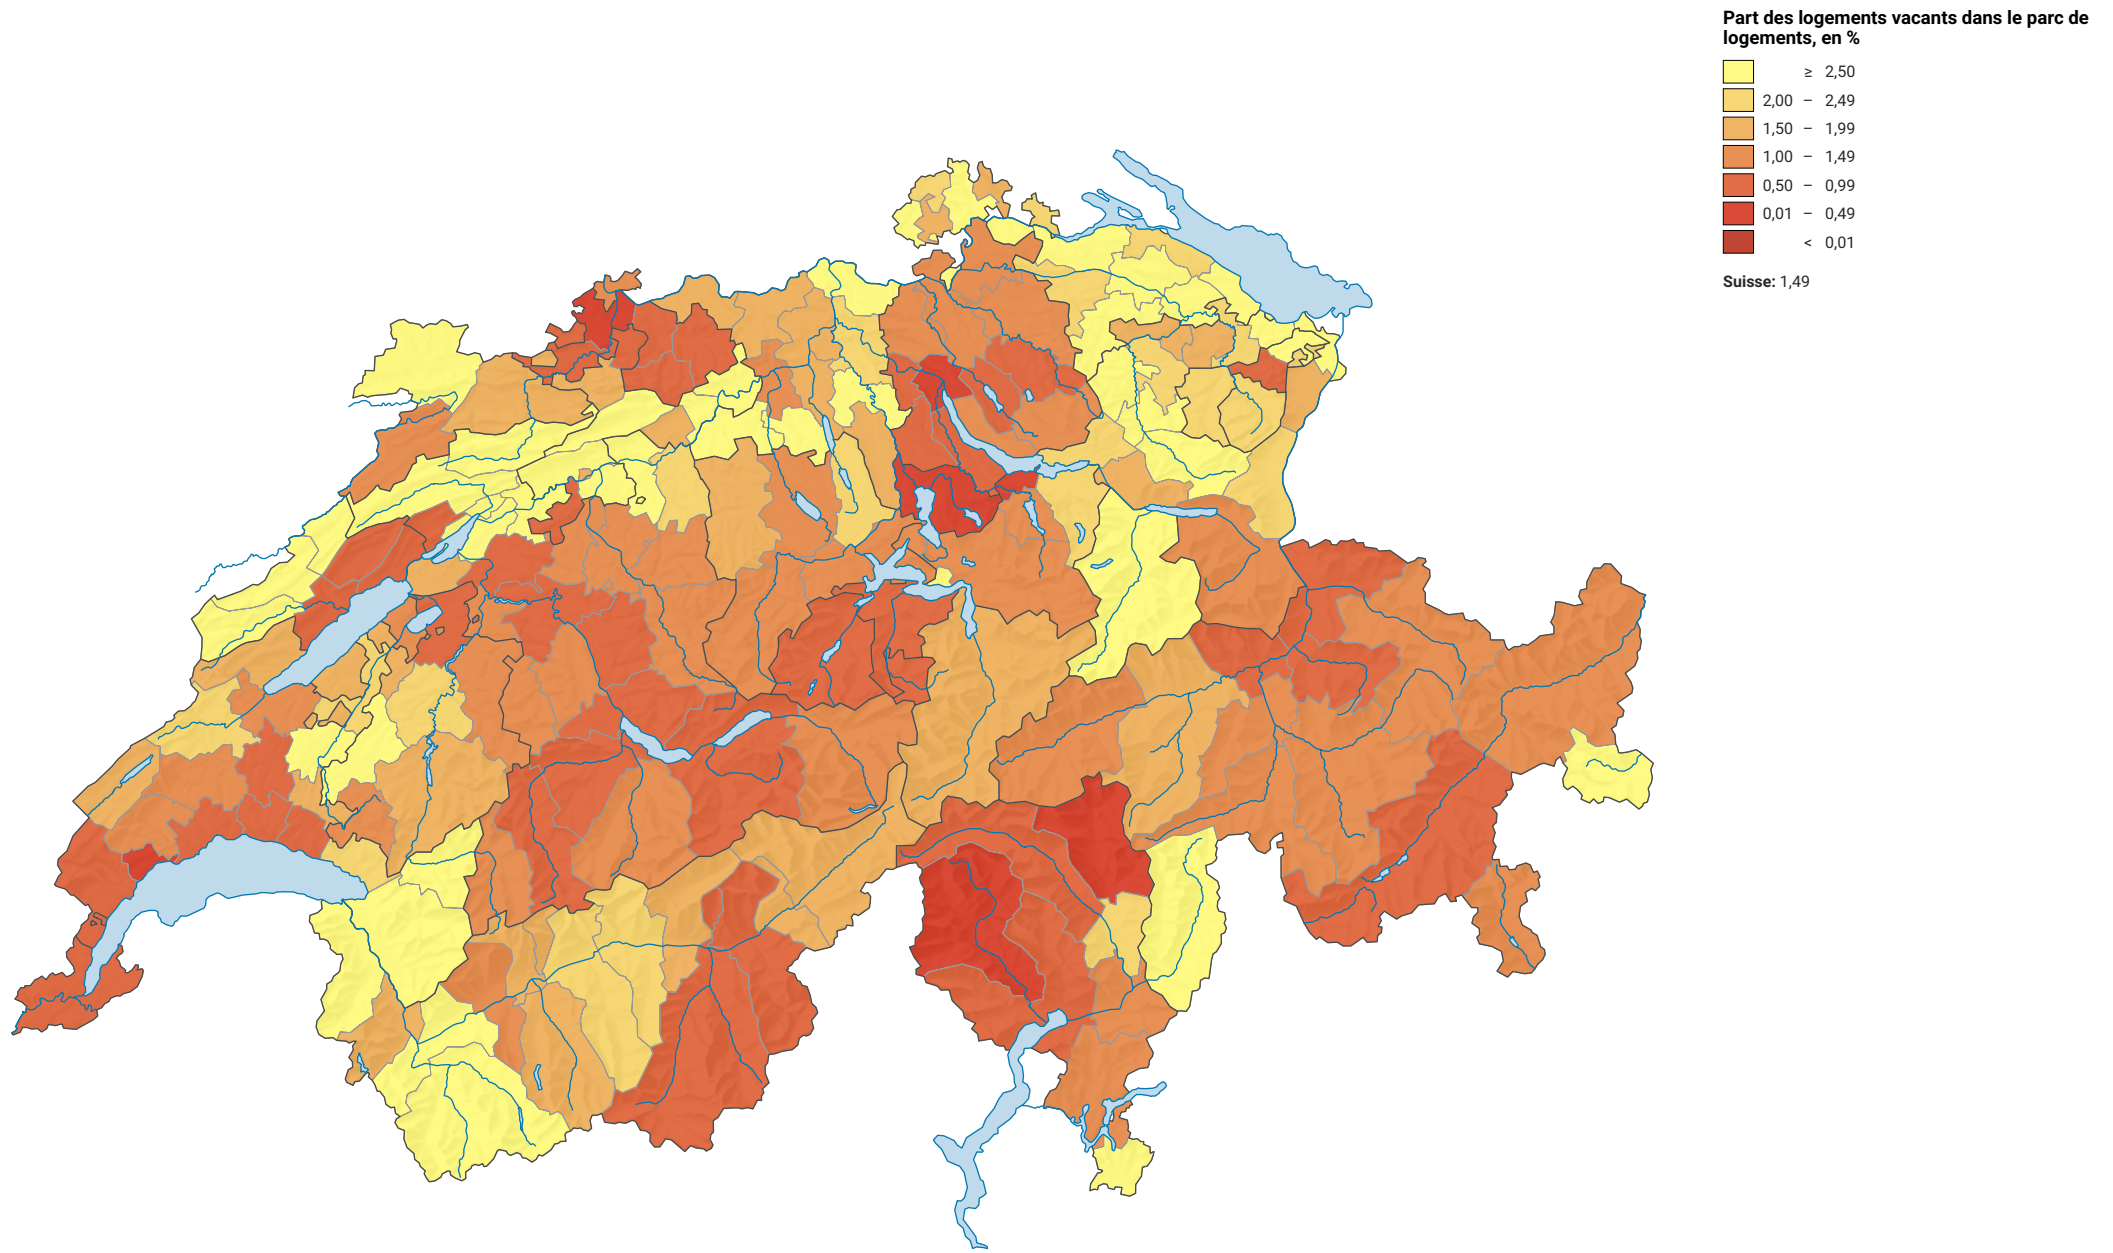 Part des logements vacants dans le parc de
logements, en %
≥ 2,50
2,00 – 2,49
1,50 – 1,99
1,00 – 1,49
0,50 – 0,99
0,01 – 0,49
< 0,01
Suisse: 1,49